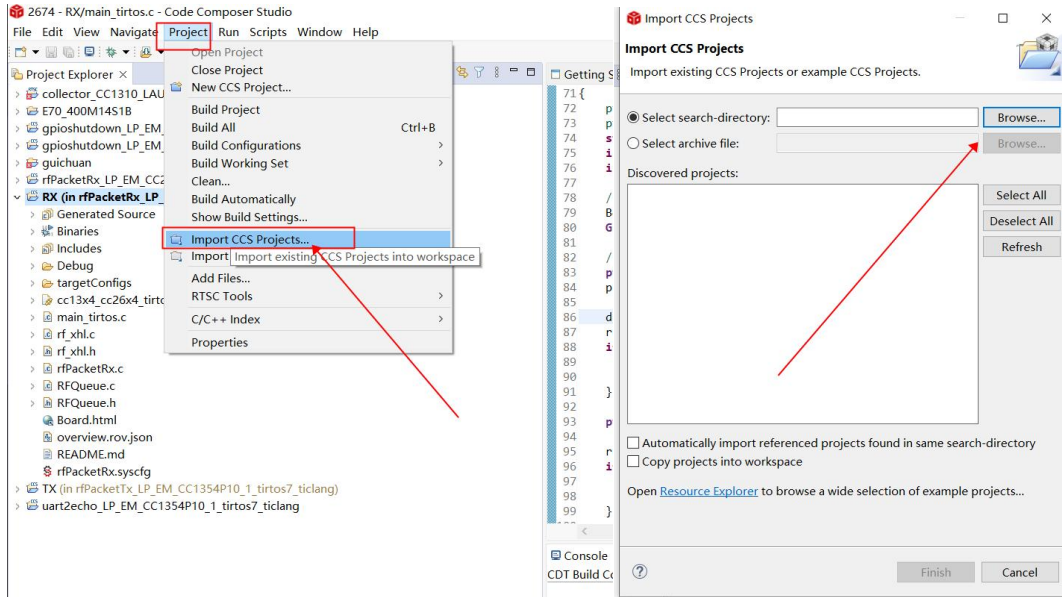 2674 - RX/main_tirtos.c - Code Composer Studio
File Edit View Navigate Project Run Scripts Window Help
Project Explorer
collector_CC1310_LAU
E70_400M14S1B
gpioshutdown_LP_EM_
gpioshutdown_LP_EM_
guichuan
rfPacketRx_LP_EM_CC2
RX (in rfPacketRx_LP_
Generated Source
Binaries
Includes
Debug
targetConfigs
cc13x4_cc26x4_tirto
main_tirtos.c
rf_xhl.c
rf_xhl.h
rfPacketRx.c
RFQueue.c
RFQueue.h
Board.html
overview.rov.json
README.md
rfPacketRx.syscfg
TX (in rfPacketTx_LP_EM_CC1354P10_1_tirtos7_ticlang)
uart2echo_LP_EM_CC1354P10_1_tirtos7_ticlang
Open Project
Close Project
New CCS Project...
Build Project
Build All Ctrl+B
Build Configurations >
Build Working Set >
Clean...
Build Automatically
Show Build Settings...
Import CCS Projects...
Import
Import existing CCS Projects into workspace
Add Files...
RTSC Tools >
C/C++ Index >
Properties
Getting S
71 {
72 p
73 p
74 s
75 i
76 i
77
78 /
79 B
80 G
81
82 /
83 p
84 p
85
86 d
87 r
88 i
89
90
91 }
92
93 p
94
95 r
96 i
97
98
99 }
Console
CDT Build Co
Import CCS Projects
Import CCS Projects
Import existing CCS Projects or example CCS Projects.
Select search-directory: Browse...
Select archive file: Browse...
Discovered projects:
Select All
Deselect All
Refresh
Automatically import referenced projects found in same search-directory
Copy projects into workspace
Open Resource Explorer to browse a wide selection of example projects...
Finish Cancel